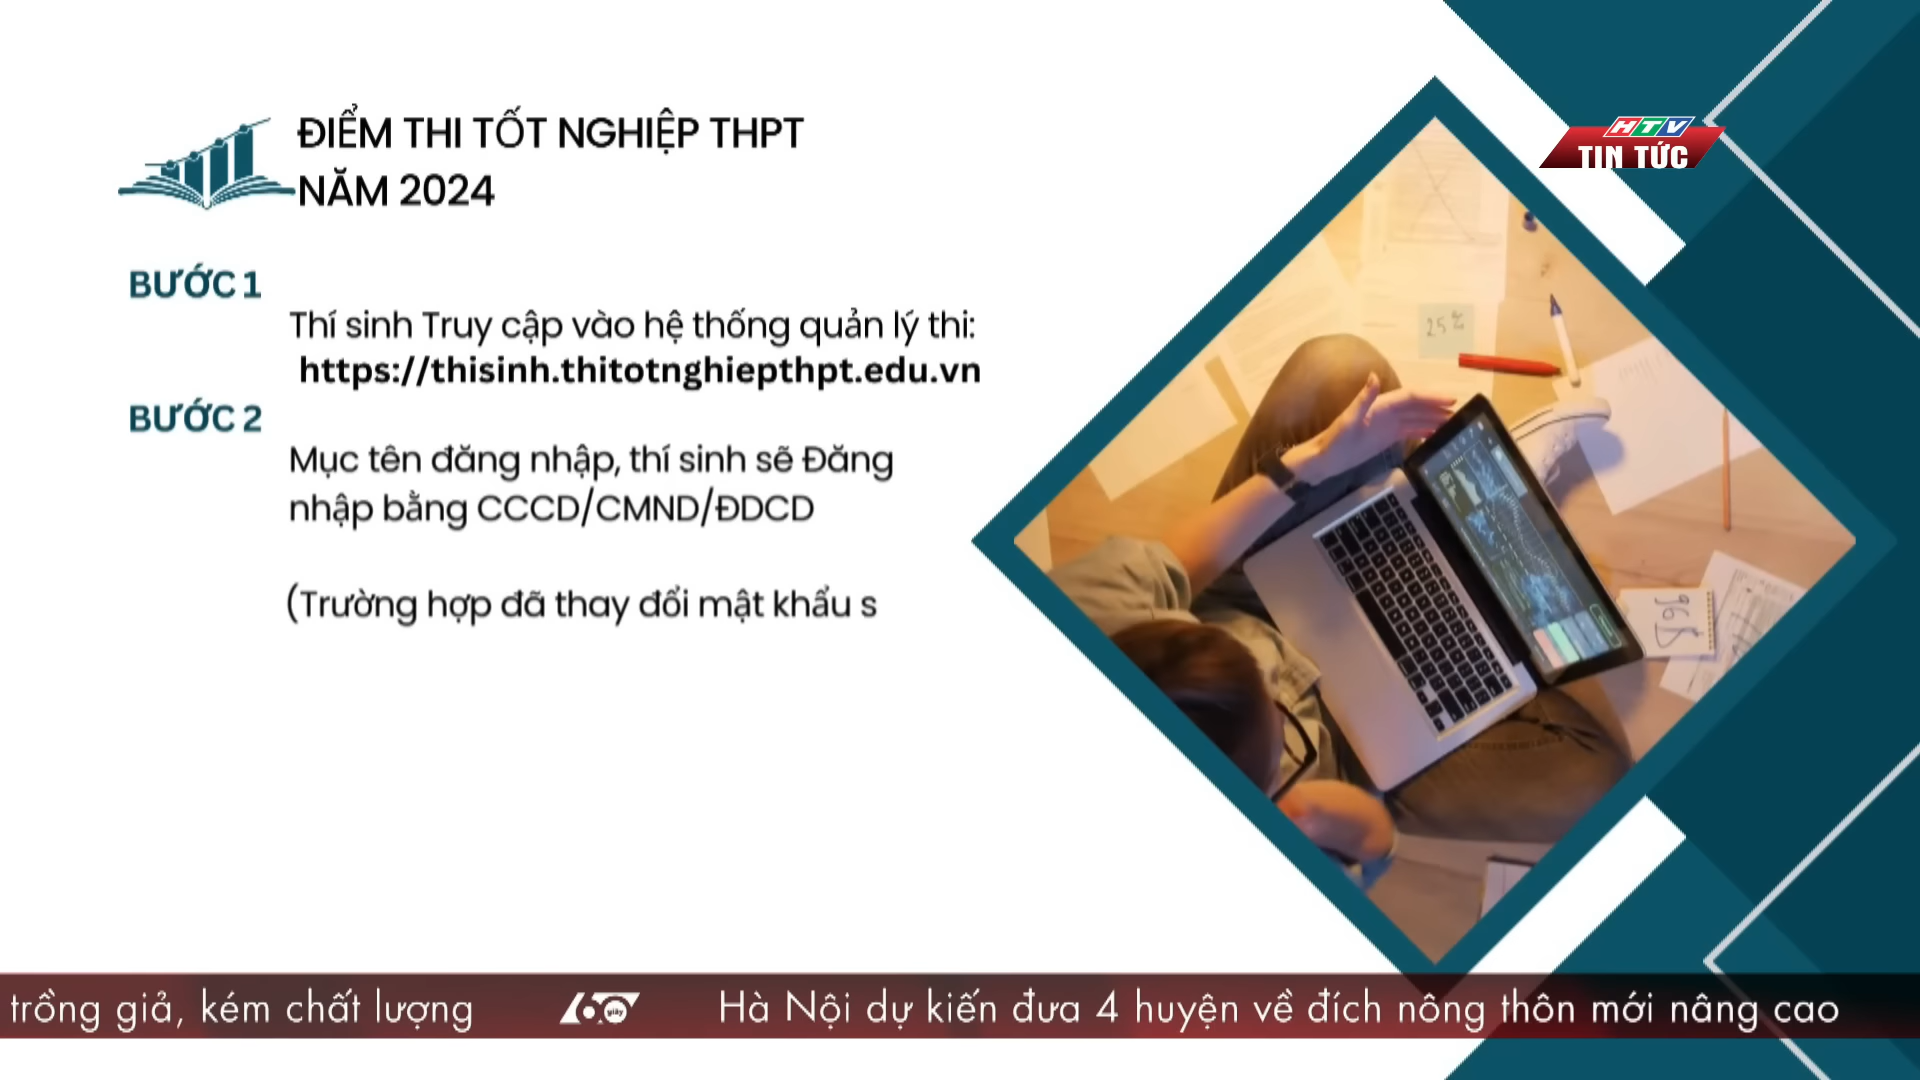 ĐIỂM THI TỐT NGHIỆP THPT
NĂM 2024
HTV
TIN TỨC
BƯỚC 1
Thí sinh Truy cập vào hệ thống quản lý thi:
https://thisinh.thitotnghiepthpt.edu.vn
BƯỚC 2
Mục tên đăng nhập, thí sinh sẽ Đăng
nhập bằng CCCD/CMND/ĐDCD
(Trường hợp đã thay đổi mật khẩu s
trồng giả, kém chất lượng
60 giây
Hà Nội dự kiến đưa 4 huyện về đích nông thôn mới nâng cao